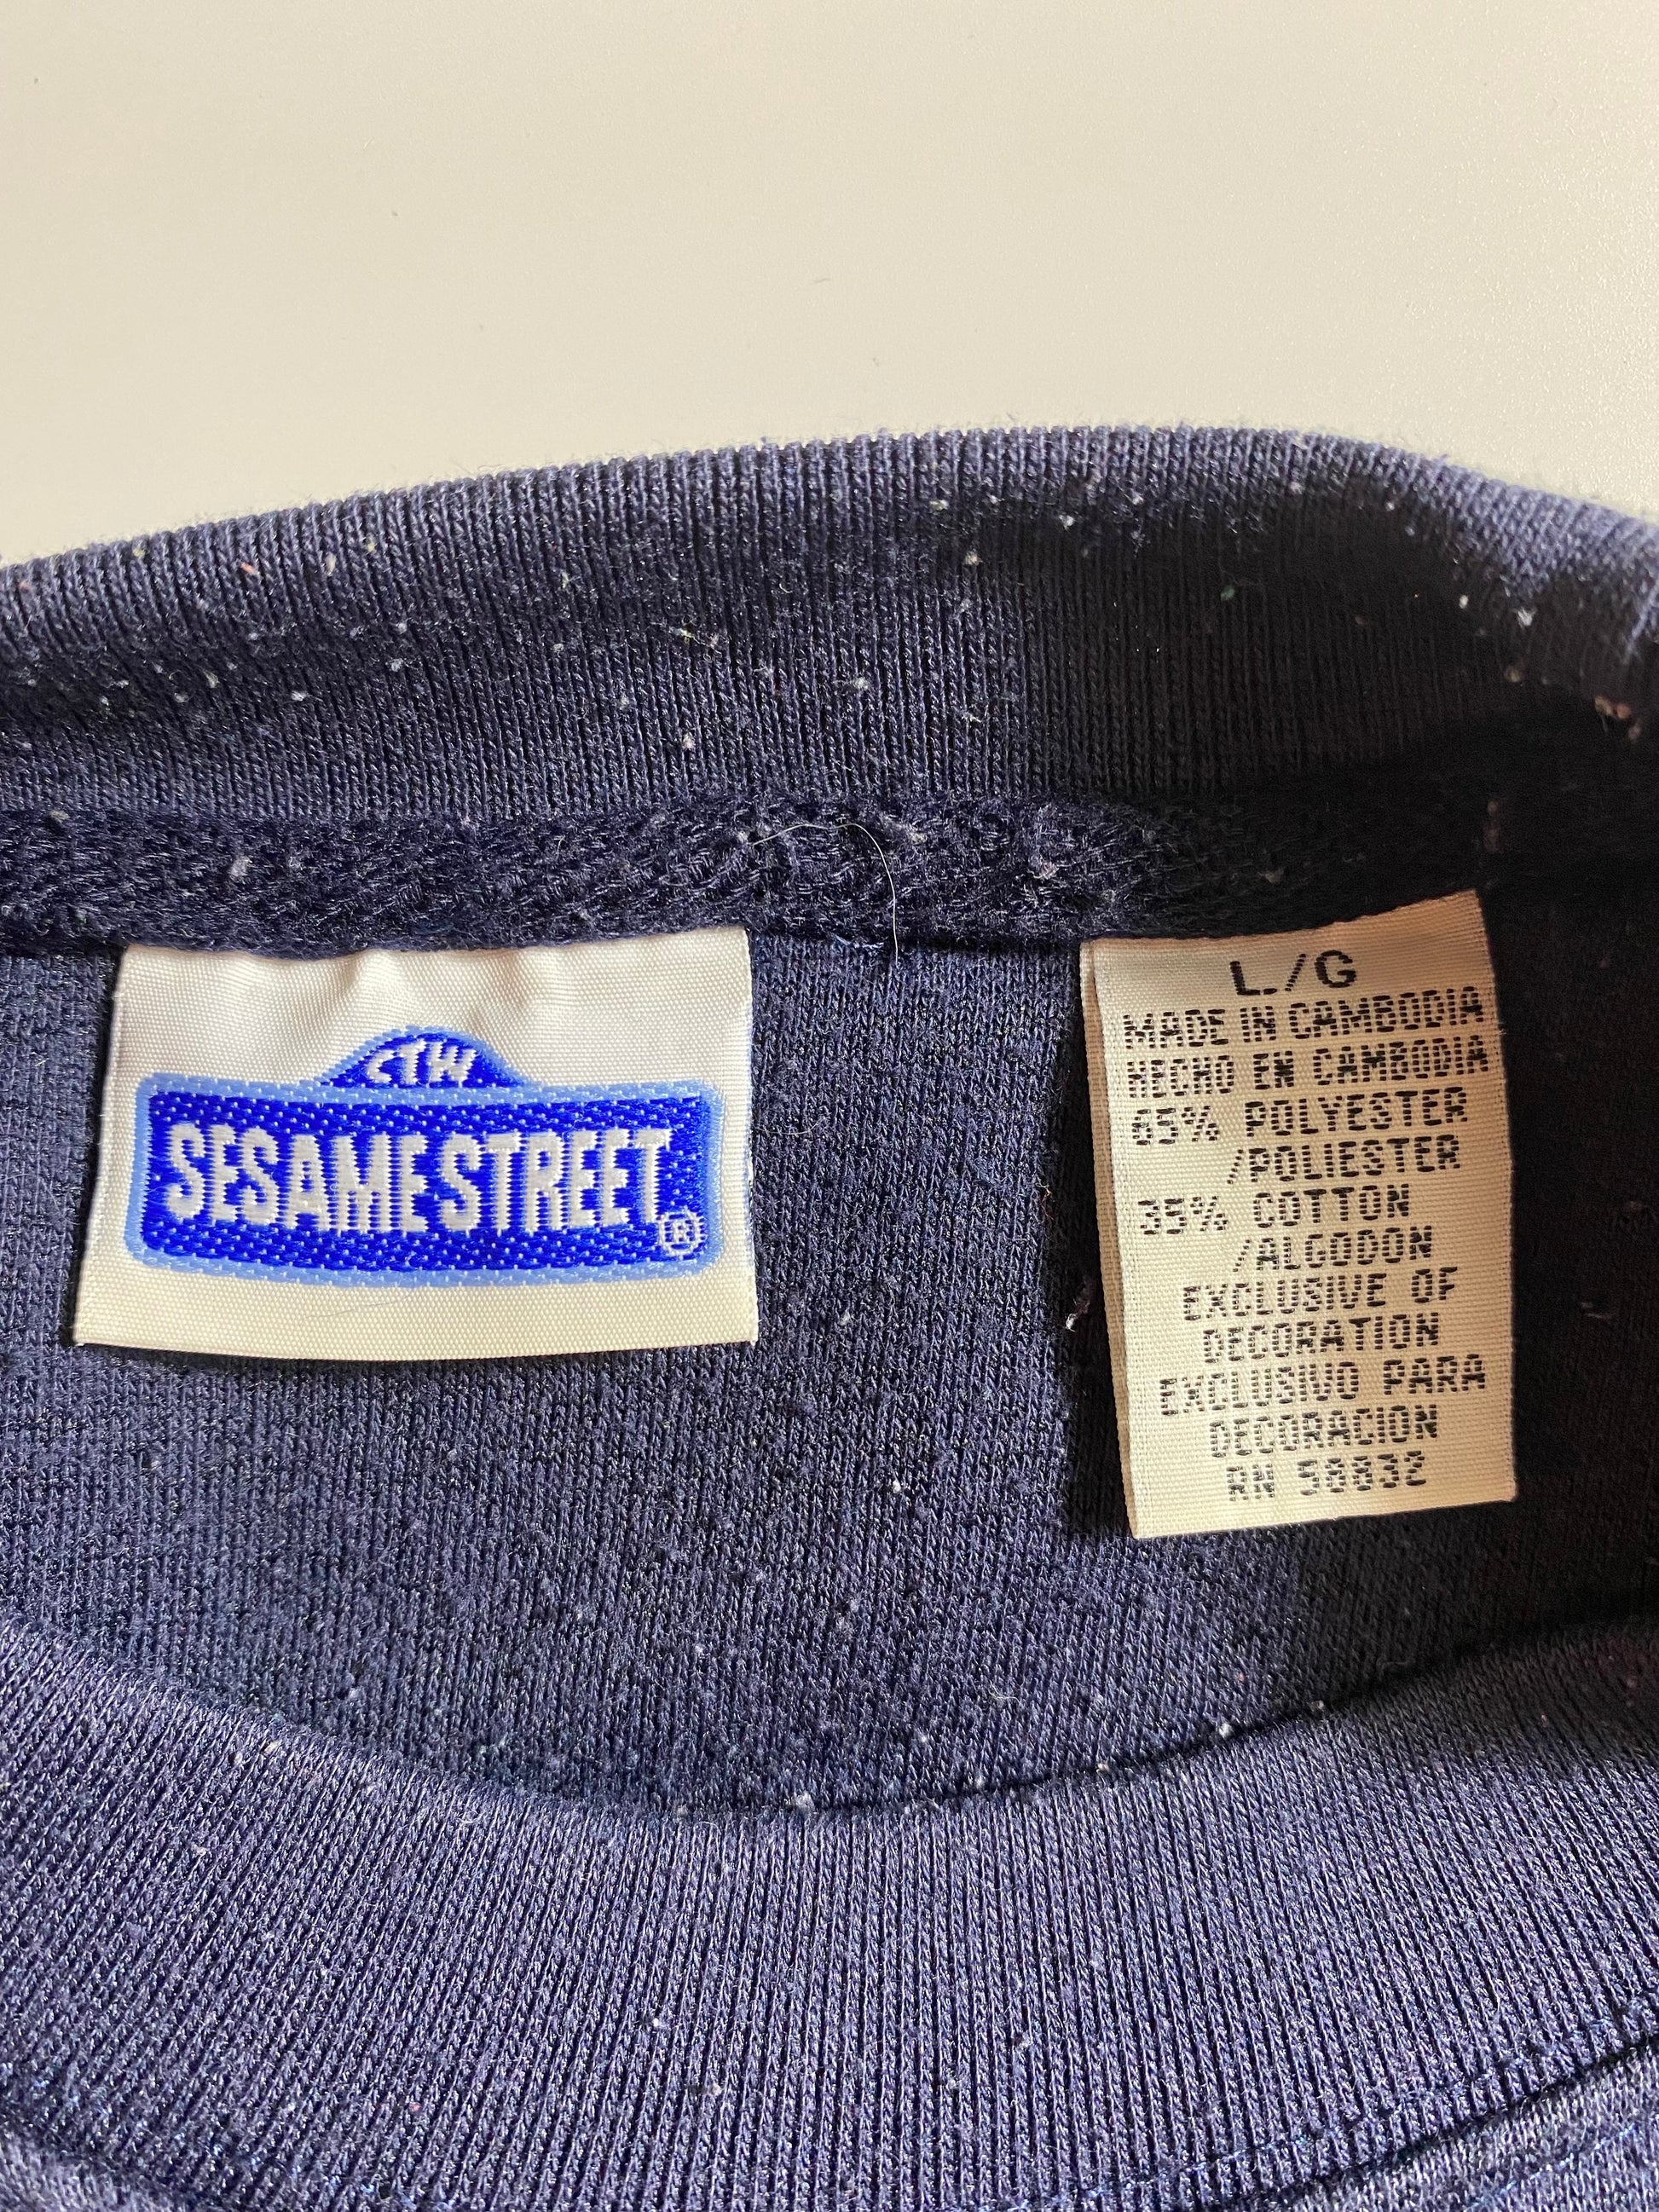 CTW
SESAME STREET
®
L/G
MADE IN CAMBODIA
HECHO EN CAMBODIA
65% POLYESTER
/POLIESTER
35% COTTON
/ALGODON
EXCLUSIVE OF
DECORATION
EXCLUSIVO PARA
DECORACION
RN 58832